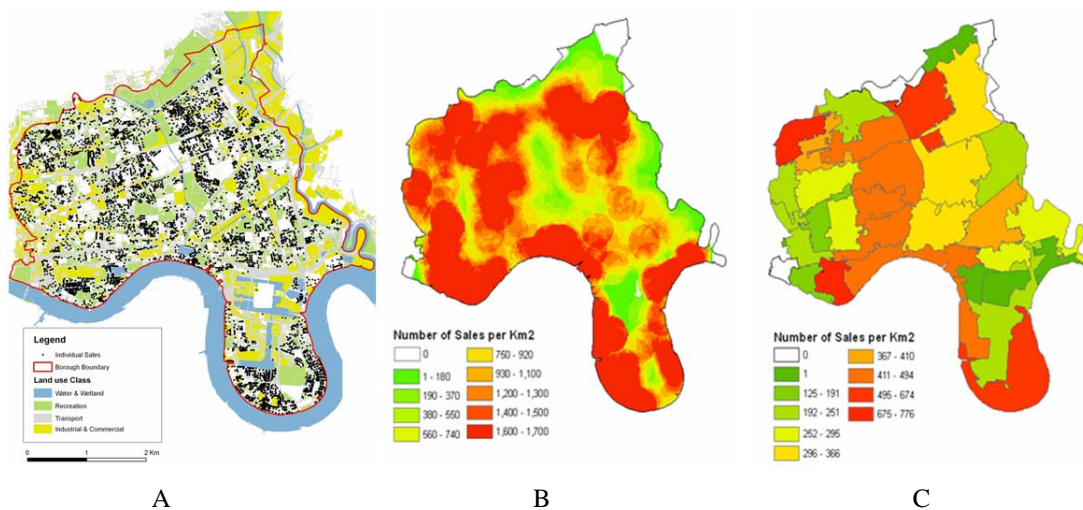 Legend
Individual Sales
Borough Boundary
Land use Class
Water & Wetland
Recreation
Transport
Industrial & Commercial
0 1 2 Km
Number of Sales per Km2
0
1 - 180
190 - 370
380 - 550
560 - 740
750 - 920
930 - 1,100
1,200 - 1,300
1,400 - 1,500
1,600 - 1,700
Number of Sales per Km2
0
1
125 - 191
192 - 251
252 - 295
296 - 366
367 - 410
411 - 494
495 - 674
675 - 776
A B C